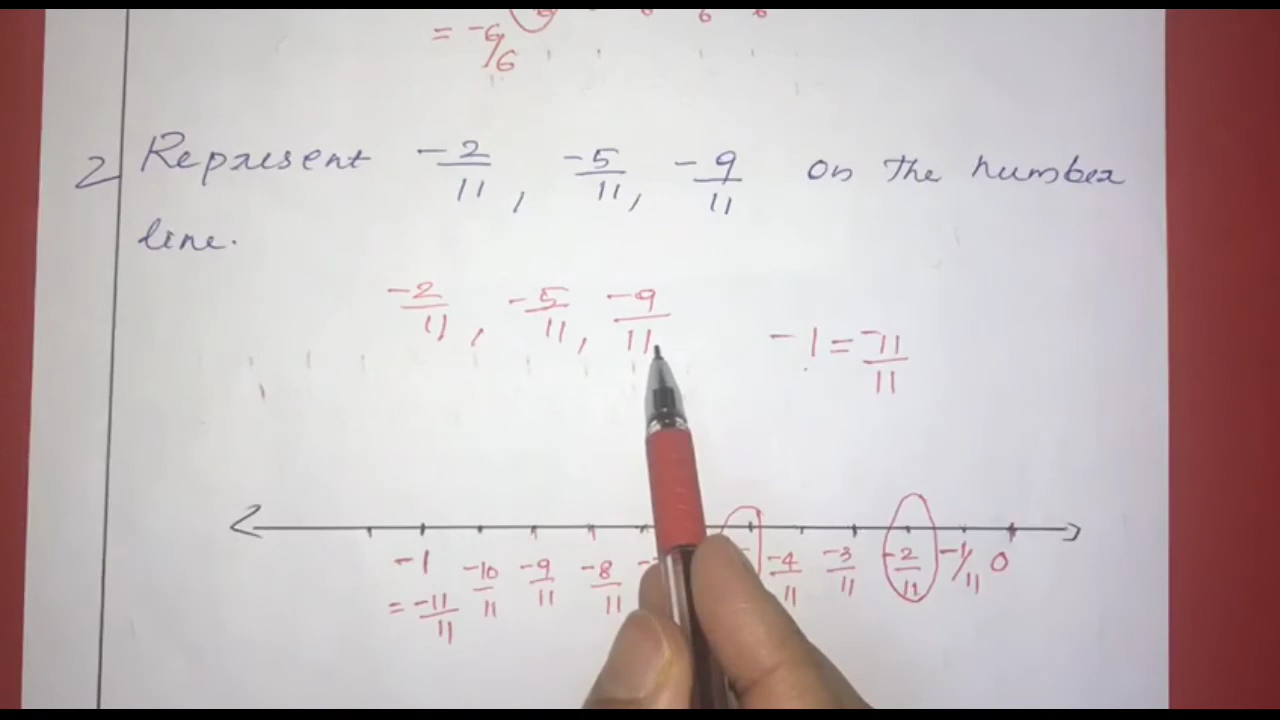 = -6/6
2 Represent -2/11, -5/11, -9/11 on the number
line.
-2/11, -5/11, -9/11
-1 = -11/11
-1 -10/11 -9/11 -8/11 -4/11 -3/11 -2/11 -1/11 0
= -11/11